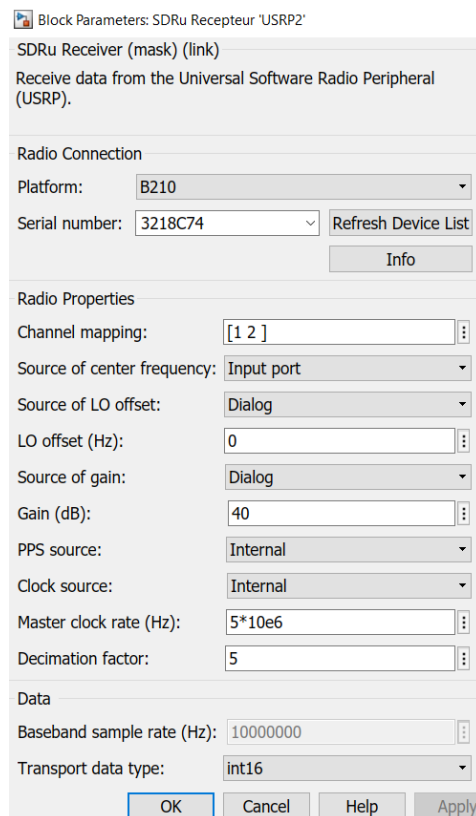 Block Parameters: SDRu Recepteur 'USRP2'
SDRu Receiver (mask) (link)
Receive data from the Universal Software Radio Peripheral
(USRP).
Radio Connection
Platform: B210
Serial number: 3218C74 Refresh Device List
Info
Radio Properties
Channel mapping: [1 2 ]
Source of center frequency: Input port
Source of LO offset: Dialog
LO offset (Hz): 0
Source of gain: Dialog
Gain (dB): 40
PPS source: Internal
Clock source: Internal
Master clock rate (Hz): 5*10e6
Decimation factor: 5
Data
Baseband sample rate (Hz): 10000000
Transport data type: int16
OK Cancel Help Apply